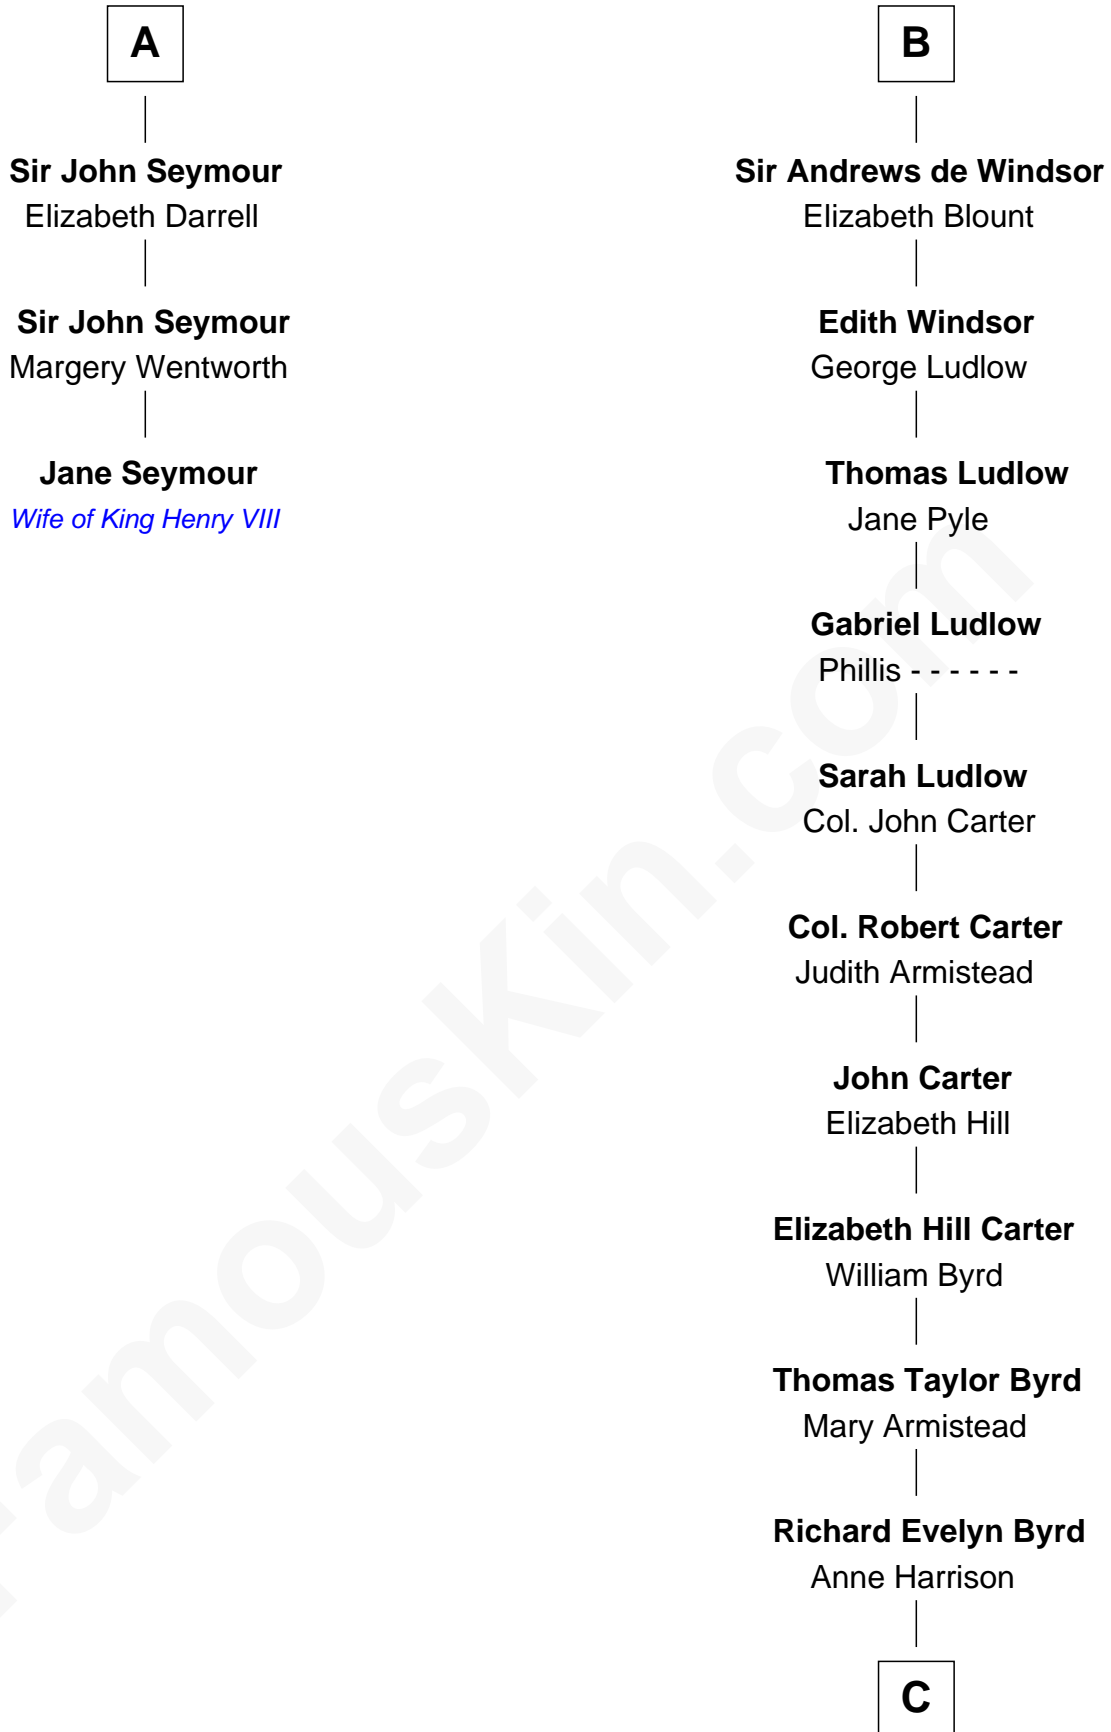 A
Sir John Seymour
Elizabeth Darrell
Sir John Seymour
Margery Wentworth
Jane Seymour
Wife of King Henry VIII
B
Sir Andrews de Windsor
Elizabeth Blount
Edith Windsor
George Ludlow
Thomas Ludlow
Jane Pyle
Gabriel Ludlow
Phillis - - - - - -
Sarah Ludlow
Col. John Carter
Col. Robert Carter
Judith Armistead
John Carter
Elizabeth Hill
Elizabeth Hill Carter
William Byrd
Thomas Taylor Byrd
Mary Armistead
Richard Evelyn Byrd
Anne Harrison
C
FamousKin.com